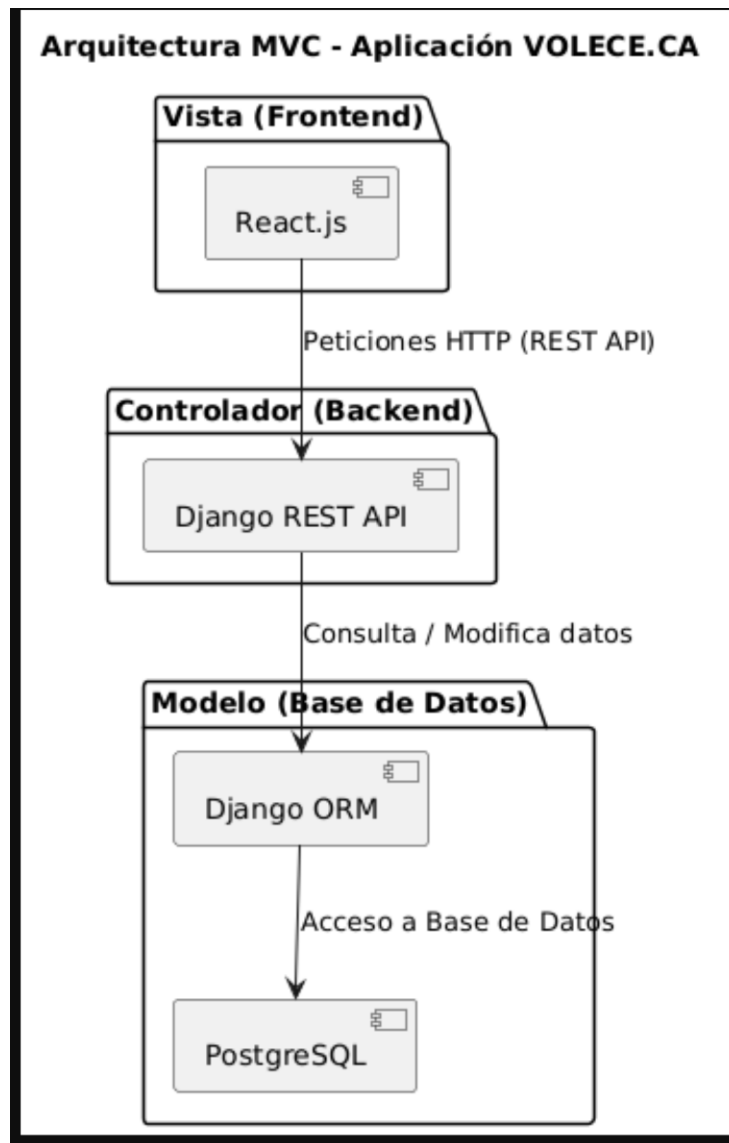 Arquitectura MVC - Aplicación VOLECE.CA
Vista (Frontend)
React.js
Peticiones HTTP (REST API)
Controlador (Backend)
Django REST API
Consulta / Modifica datos
Modelo (Base de Datos)
Django ORM
Acceso a Base de Datos
PostgreSQL